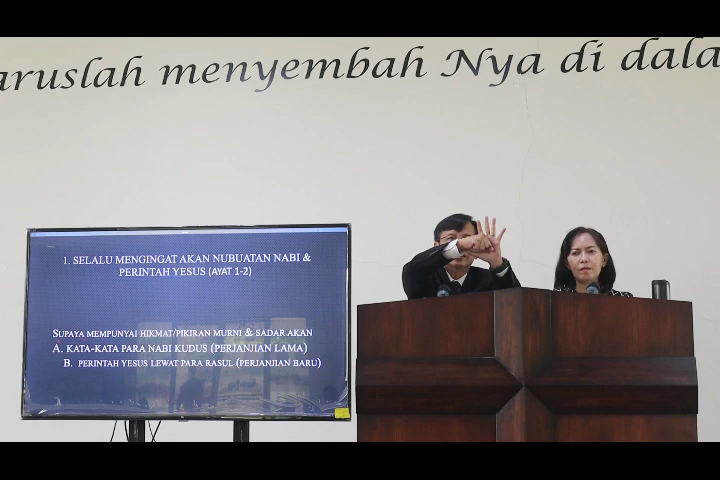 aruslah menyembah Nya di dala
1. SELALU MENGINGAT AKAN NUBUATAN NABI &
PERINTAH YESUS (AYAT 1-2)
SUPAYA MEMPUNYAI HIKMAT/PIKIRAN MURNI & SADAR AKAN
A. KATA-KATA PARA NABI KUDUS (PERJANJIAN LAMA)
B. PERINTAH YESUS LEWAT PARA RASUL (PERJANJIAN BARU)